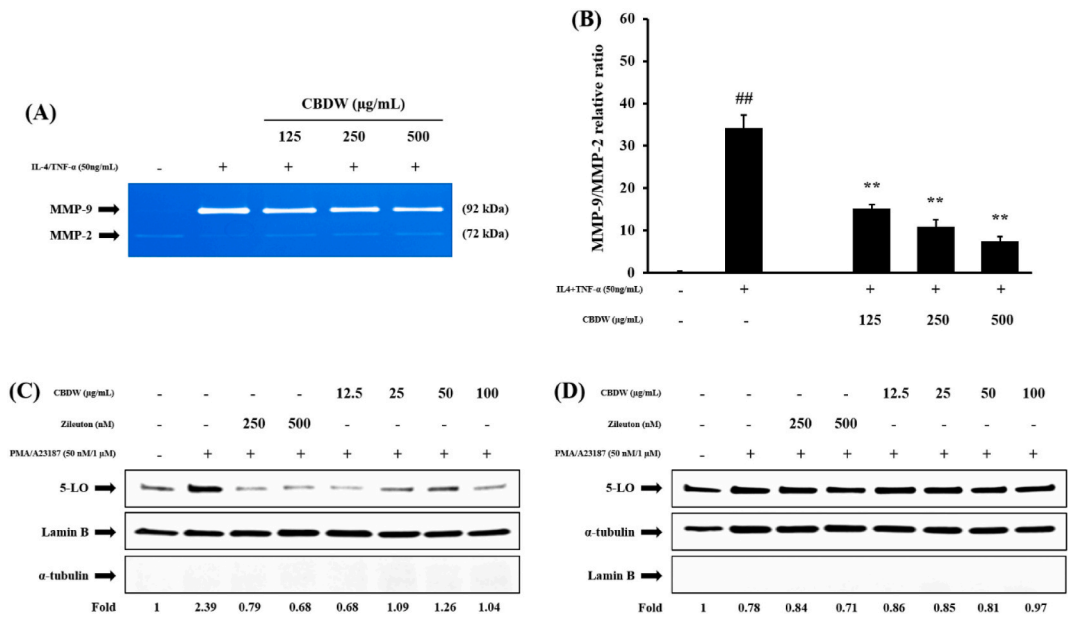 (A)
CBDW (μg/mL)
125 250 500
IL-4/TNF-α (50ng/mL) - + + + +
MMP-9 (92 kDa)
MMP-2 (72 kDa)
(B)
MMP-9/MMP-2 relative ratio
60
50
40
30
20
10
0
##
**
**
**
IL4+TNF-α (50ng/mL) - + + + +
CBDW (μg/mL) - - 125 250 500
(C)
CBDW (μg/mL) - - - - 12.5 25 50 100
Zileuton (nM) - - 250 500 - - - -
PMA/A23187 (50 nM/1 μM) - + + + + + + +
5-LO
Lamin B
α-tubulin
Fold 1 2.39 0.79 0.68 0.68 1.09 1.26 1.04
(D)
CBDW (μg/mL) - - - - 12.5 25 50 100
Zileuton (nM) - - 250 500 - - - -
PMA/A23187 (50 nM/1 μM) - + + + + + + +
5-LO
α-tubulin
Lamin B
Fold 1 0.78 0.84 0.71 0.86 0.85 0.81 0.97